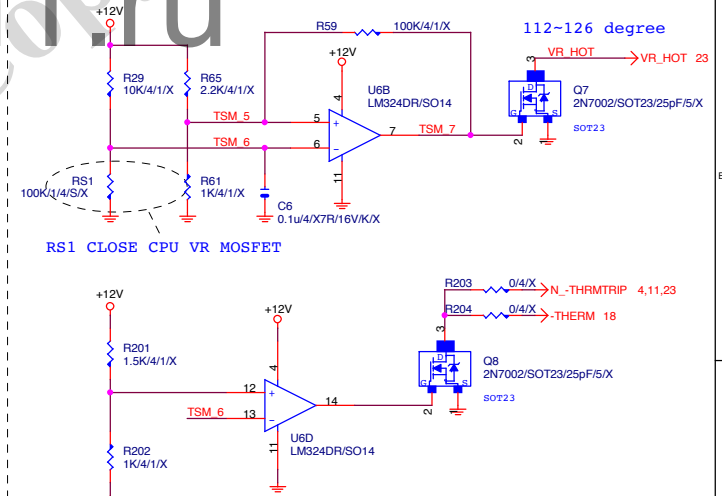 r.ru
+12V
R59 100K/4/1/X
112~126 degree
+12V
3 VR_HOT VR_HOT 23
R29
10K/4/1/X
R65
2.2K/4/1/X
U6B
LM324DR/SO14
Q7
2N7002/SOT23/25pF/5/X
D
G S
SOT23
4
TSM_5 5 +
7 TSM_7
TSM_6 6 −
2 1
11
RS1
100K/1/4/S/X
R61
1K/4/1/X
C6
0.1u/4/X7R/16V/K/X
RS1 CLOSE CPU VR MOSFET
R203 0/4/X N_-THRMTRIP 4,11,23
R204 0/4/X -THERM 18
+12V
+12V
3
R201
1.5K/4/1/X
4
Q8
2N7002/SOT23/25pF/5/X
D
G S
SOT23
12 +
14
TSM_6 13 −
2 1
11
U6D
LM324DR/SO14
R202
1K/4/1/X